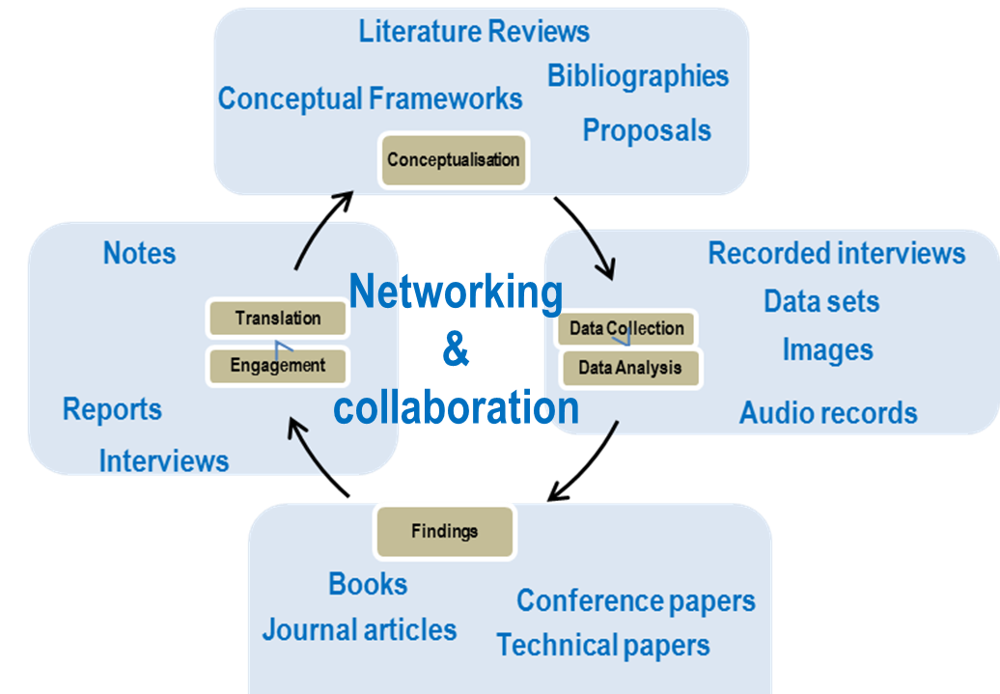 Literature Reviews
Bibliographies
Conceptual Frameworks
Proposals
Conceptualisation
Notes
Translation
Engagement
Reports
Interviews
Networking
&
collaboration
Recorded interviews
Data sets
Data Collection
Images
Data Analysis
Audio records
Findings
Books
Conference papers
Journal articles
Technical papers